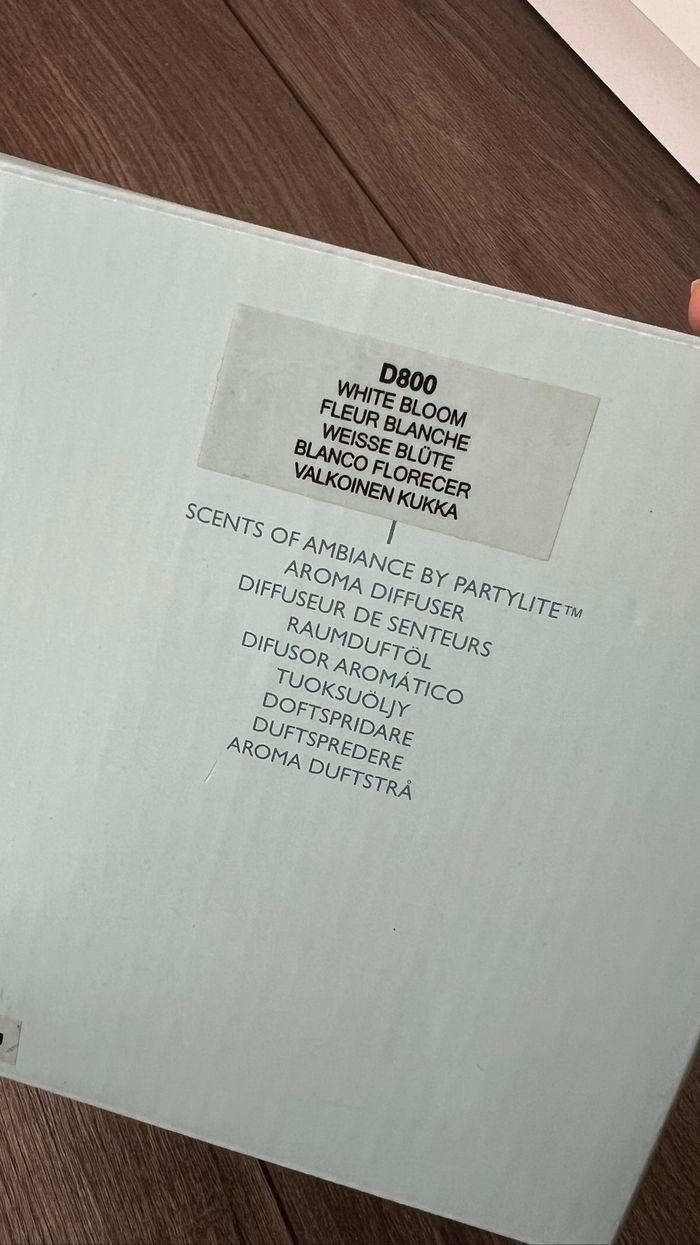 D800
WHITE BLOOM
FLEUR BLANCHE
WEISSE BLÜTE
BLANCO FLORECER
VALKOINEN KUKKA
SCENTS OF AMBIANCE BY PARTYLITE™
AROMA DIFFUSER
DIFFUSEUR DE SENTEURS
RAUMDUFTÖL
DIFUSOR AROMÁTICO
TUOKSUÖLJY
DOFTSPRIDARE
DUFTSPREDERE
AROMA DUFTSTRÅ